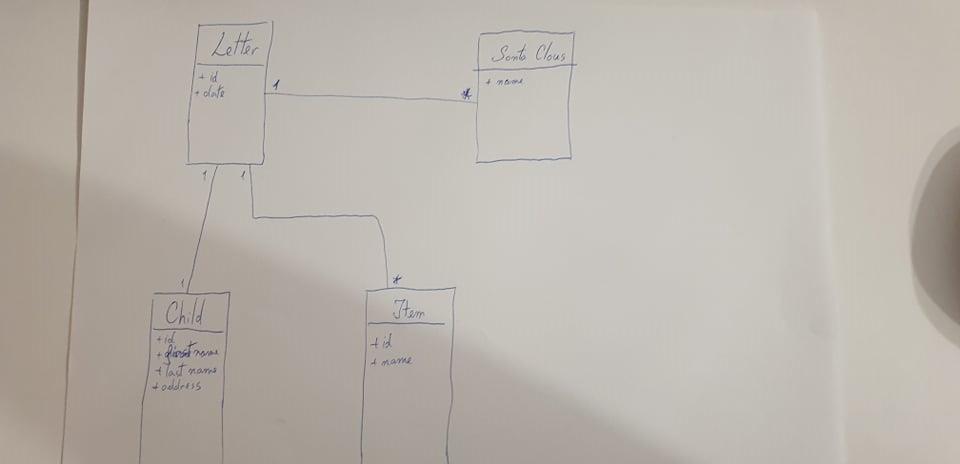 Letter
+ id
+ date
1
*
Santa Claus
+ name
1
1
1
*
Child
+ id
+ first name
+ last name
+ address
Item
+ id
+ name